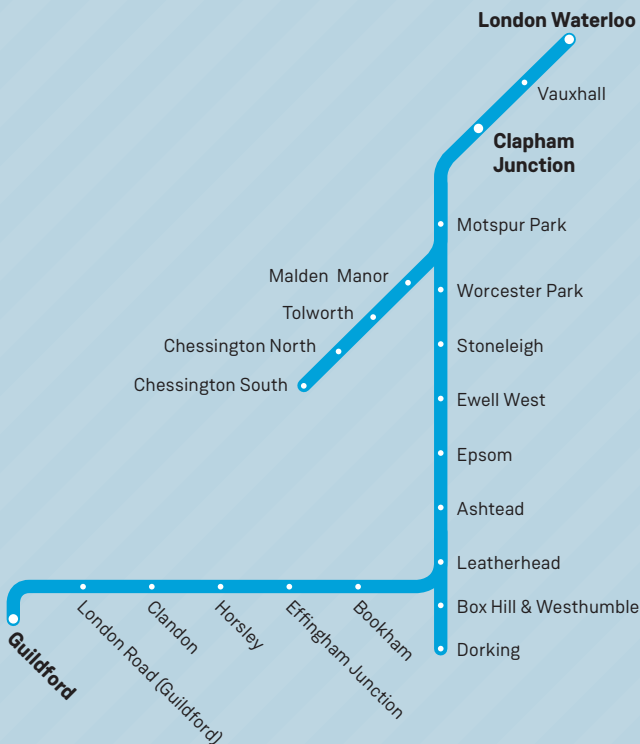 London Waterloo
Vauxhall
Clapham
Junction
Motspur Park
Malden Manor
Worcester Park
Tolworth
Chessington North
Stoneleigh
Chessington South
Ewell West
Epsom
Ashtead
Leatherhead
Box Hill & Westhumble
Dorking
Guildford
London Road (Guildford)
Clandon
Horsley
Effingham Junction
Bookham